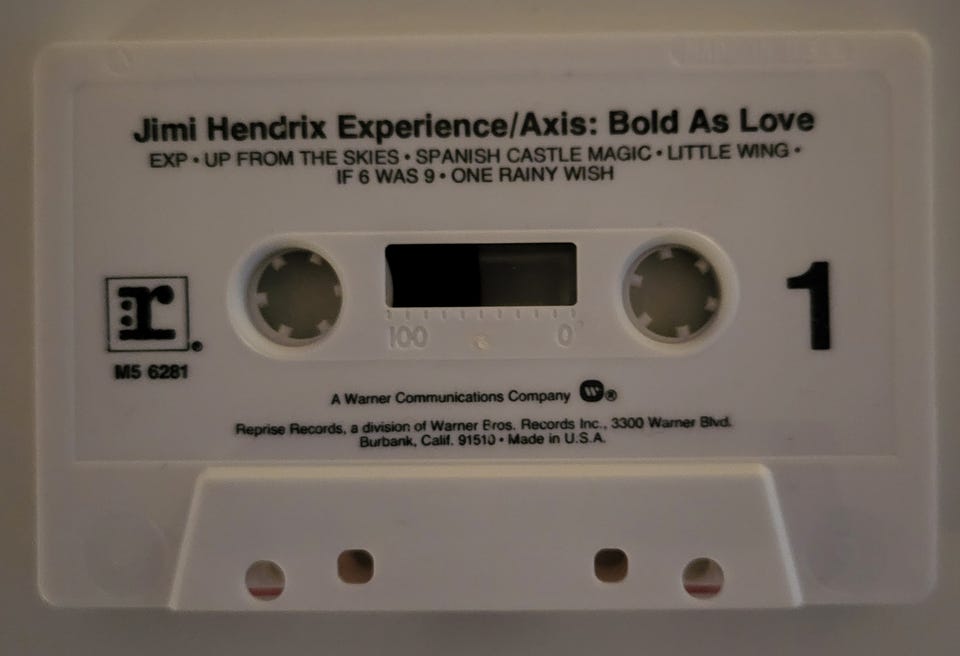 Jimi Hendrix Experience/Axis: Bold As Love
EXP • UP FROM THE SKIES • SPANISH CASTLE MAGIC • LITTLE WING •
IF 6 WAS 9 • ONE RAINY WISH
r
1
100 0
M5 6281
A Warner Communications Company W®
Reprise Records, a division of Warner Bros. Records Inc., 3300 Warner Blvd.
Burbank, Calif. 91510 • Made in U.S.A.